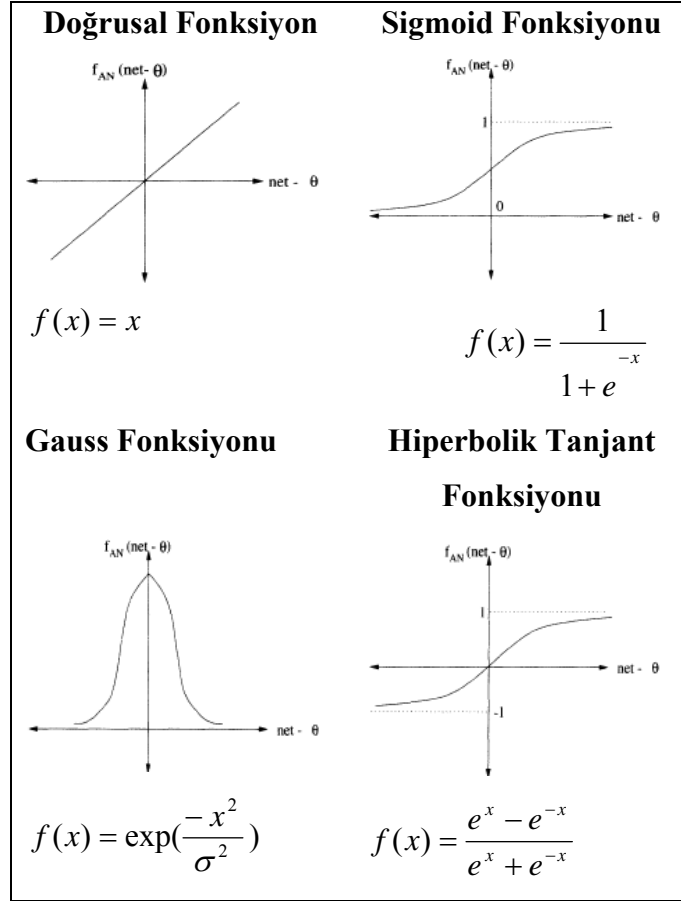 Doğrusal Fonksiyon
f_AN (net- θ)
net - θ
f(x) = x
Sigmoid Fonksiyonu
f_AN (net - θ)
1
0
net - θ
f(x) = 1 / (1 + e^{-x})
Gauss Fonksiyonu
f_AN (net - θ)
net - θ
f(x) = exp(-x^2 / σ^2)
Hiperbolik Tanjant
Fonksiyonu
f_AN (net - θ)
1
net - θ
-1
f(x) = (e^x - e^{-x}) / (e^x + e^{-x})